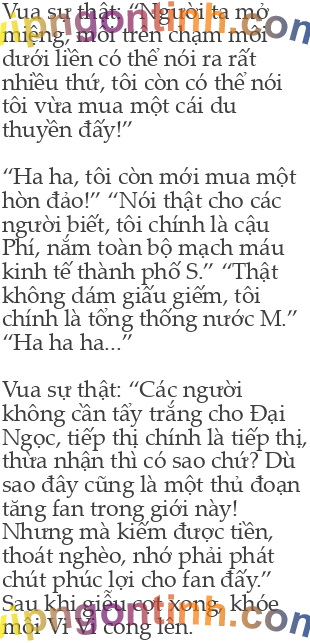 Vua sự thật: “Người ta mở
miệng, môi trên chạm môi
dưới liền có thể nói ra rất
nhiều thứ, tôi còn có thể nói
tôi vừa mua một cái du
thuyền đấy!”

“Ha ha, tôi còn mới mua một
hòn đảo!” “Nói thật cho các
người biết, tôi chính là cậu
Phí, nắm toàn bộ mạch máu
kinh tế thành phố S.” “Thật
không dám giấu giếm, tôi
chính là tổng thống nước M.”
“Ha ha ha...”

Vua sự thật: “Các người
không cần tẩy trắng cho Đại
Ngọc, tiếp thị chính là tiếp thị,
thừa nhận thì có sao chứ? Dù
sao đây cũng là một thủ đoạn
tăng fan trong giới này!
Nhưng mà kiếm được tiền,
thoát nghèo, nhớ phải phát
chút phúc lợi cho fan đấy.”
Sau khi giễu cợt xong, khóe
môi Vi Vi cong lên.
vipngontinh.com
vipngontinh.com